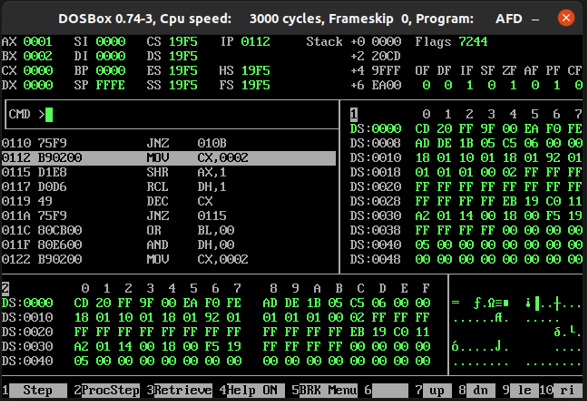 DOSBox 0.74-3, Cpu speed: 3000 cycles, Frameskip 0, Program: AFD
AX 0001 SI 0000 CS 19F5 IP 0112 Stack +0 0000 Flags 7244
BX 0002 DI 0000 DS 19F5 +2 20CD
CX 0000 BP 0000 ES 19F5 HS 19F5 +4 9FFF OF DF IF SF ZF AF PF CF
DX 0000 SP FFFE SS 19F5 FS 19F5 +6 EA00 0 0 1 0 1 0 1 0
CMD >
1 0 1 2 3 4 5 6 7
DS:0000 CD 20 FF 9F 00 EA F0 FE
DS:0008 AD DE 1B 05 C5 06 00 00
DS:0010 18 01 10 01 18 01 92 01
DS:0018 01 01 01 00 02 FF FF FF
DS:0020 FF FF FF FF FF FF FF FF
DS:0028 FF FF FF FF EB 19 C0 11
DS:0030 A2 01 14 00 18 00 F5 19
DS:0038 FF FF FF FF 00 00 00 00
DS:0040 05 00 00 00 00 00 00 00
DS:0048 00 00 00 00 00 00 00 00
0110 75F9 JNZ 010B
0112 B90200 MOV CX,0002
0115 D1E8 SHR AX,1
0117 D0D6 RCL DH,1
0119 49 DEC CX
011A 75F9 JNZ 0115
011C 80CB00 OR BL,00
011F 80E600 AND DH,00
0122 B90200 MOV CX,0002
2 0 1 2 3 4 5 6 7 8 9 A B C D E F
DS:0000 CD 20 FF 9F 00 EA F0 FE AD DE 1B 05 C5 06 00 00
DS:0010 18 01 10 01 18 01 92 01 01 01 01 00 02 FF FF FF
DS:0020 FF FF FF FF FF FF FF FF FF FF FF FF EB 19 C0 11
DS:0030 A2 01 14 00 18 00 F5 19 FF FF FF FF 00 00 00 00
DS:0040 05 00 00 00 00 00 00 00 00 00 00 00 00 00 00 00
1 Step 2ProcStep 3Retrieve 4Help ON 5BRK Menu 6 7 up 8 dn 9 le 10 ri